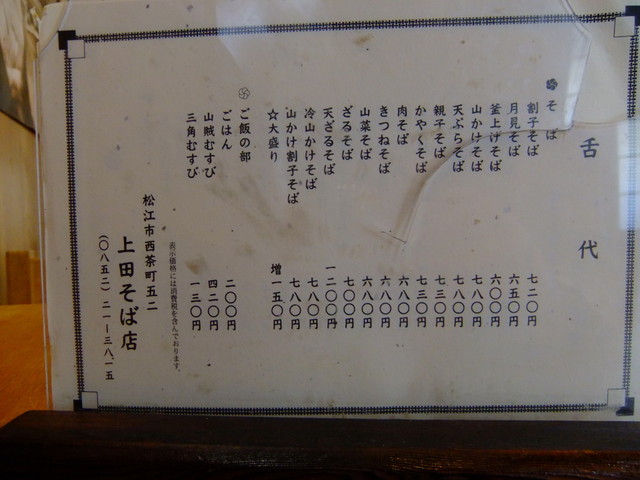 舌代
そば
割子そば 七二〇円
月見そば 六五〇円
釜上げそば 六〇〇円
山かけそば 七八〇円
天ぷらそば 七八〇円
親子そば 七三〇円
かやくそば 七三〇円
肉そば 六八〇円
きつねそば 六八〇円
山菜そば 六八〇円
ざるそば 七〇〇円
天ざるそば 一二〇〇円
冷山かけそば 七八〇円
山かけ割子そば 七八〇円
☆大盛り 増一五〇円
ご飯の部
ごはん 二〇〇円
山賊むすび 四二〇円
三角むすび 一三〇円
表示価格には消費税を含んでおります。
松江市西茶町五二
上田そば店
(〇八五二)二一ー三八一五